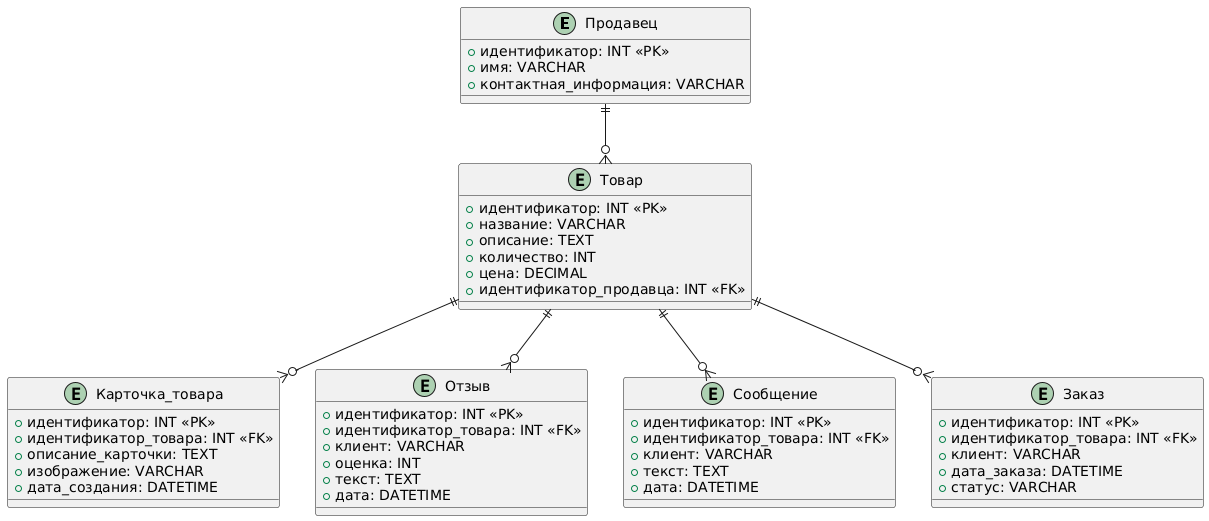 E Продавец
идентификатор: INT «PK»
имя: VARCHAR
контактная_информация: VARCHAR
E Товар
идентификатор: INT «PK»
название: VARCHAR
описание: TEXT
количество: INT
цена: DECIMAL
идентификатор_продавца: INT «FK»
E Карточка_товара
идентификатор: INT «PK»
идентификатор_товара: INT «FK»
описание_карточки: TEXT
изображение: VARCHAR
дата_создания: DATETIME
E Отзыв
идентификатор: INT «PK»
идентификатор_товара: INT «FK»
клиент: VARCHAR
оценка: INT
текст: TEXT
дата: DATETIME
E Сообщение
идентификатор: INT «PK»
идентификатор_товара: INT «FK»
клиент: VARCHAR
текст: TEXT
дата: DATETIME
E Заказ
идентификатор: INT «PK»
идентификатор_товара: INT «FK»
клиент: VARCHAR
дата_заказа: DATETIME
статус: VARCHAR